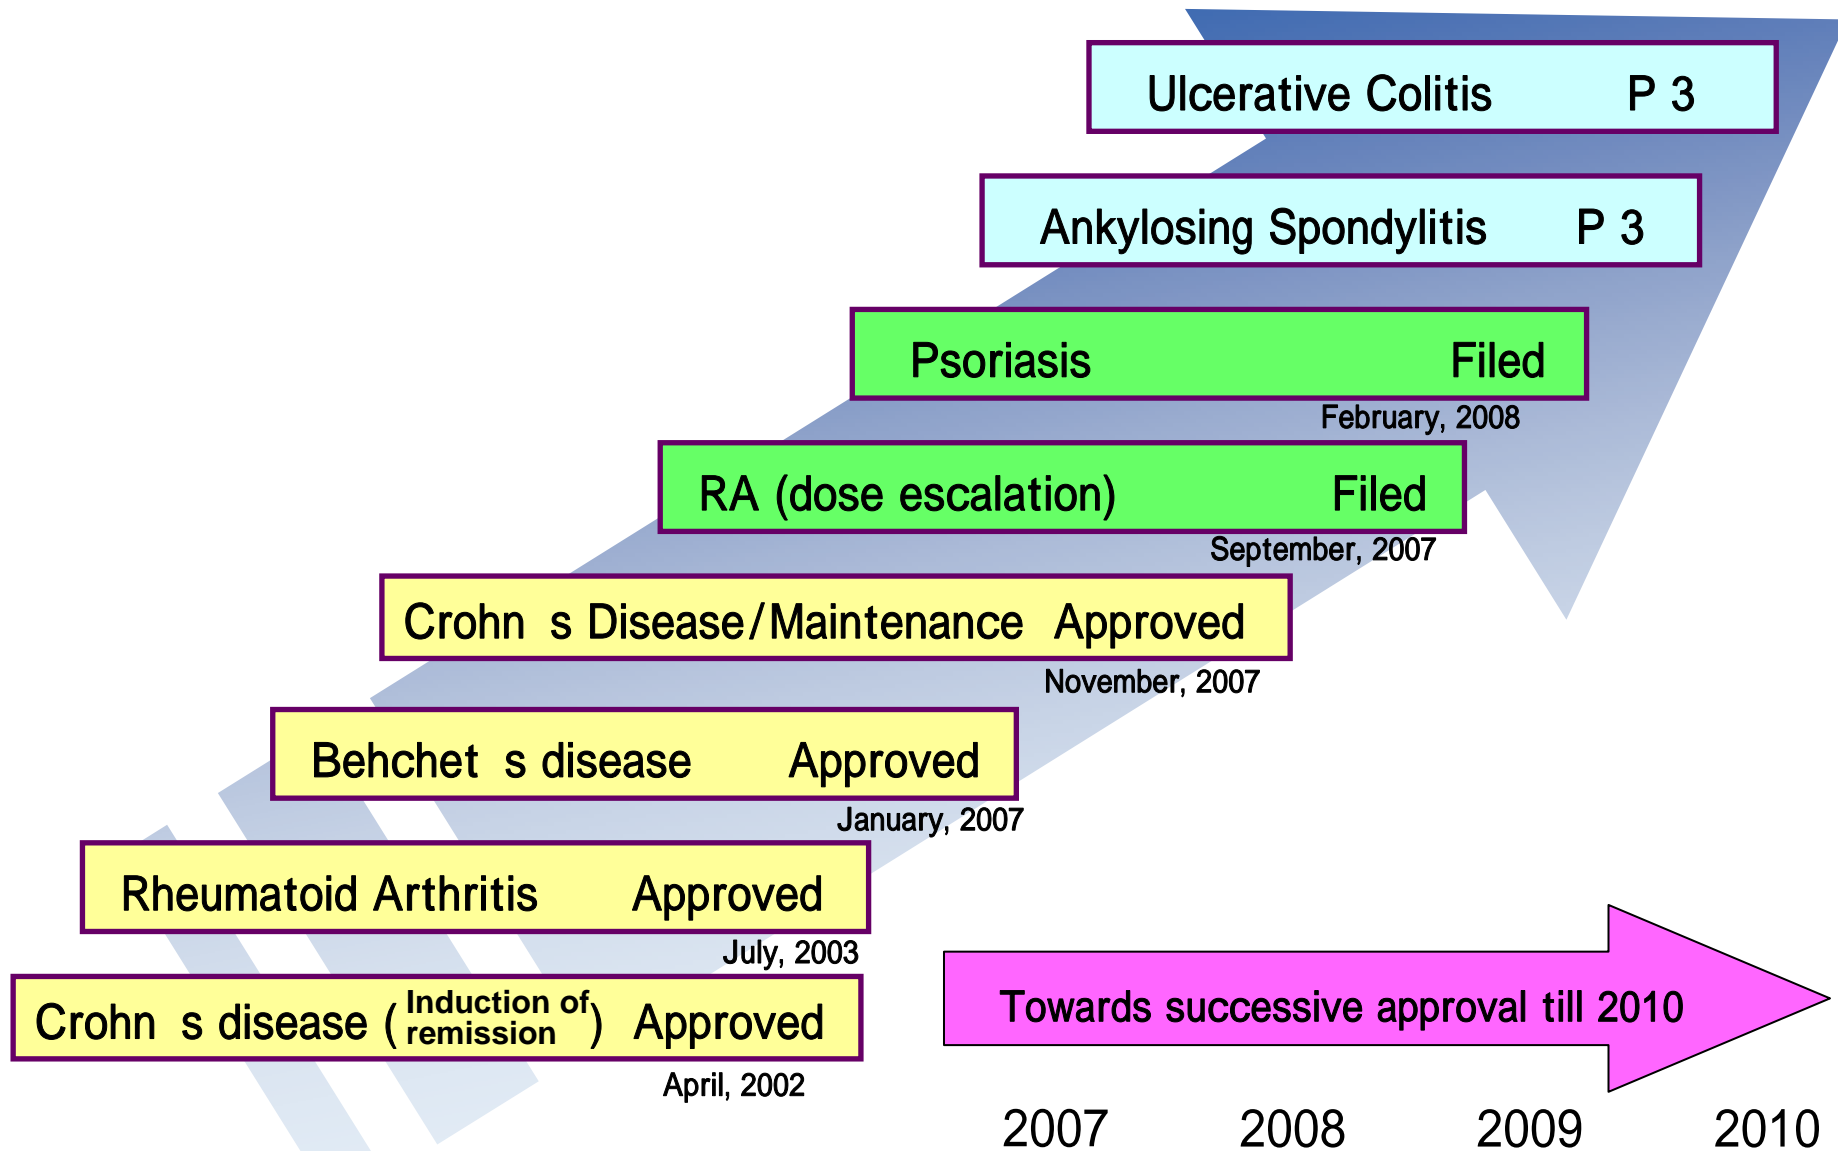 Ulcerative Colitis P 3
Ankylosing Spondylitis P 3
Psoriasis Filed
February, 2008
RA (dose escalation) Filed
September, 2007
Crohn s Disease/Maintenance Approved
November, 2007
Behchet s disease Approved
January, 2007
Rheumatoid Arthritis Approved
July, 2003
Crohn s disease (Induction of remission) Approved
April, 2002
Towards successive approval till 2010
2007 2008 2009 2010